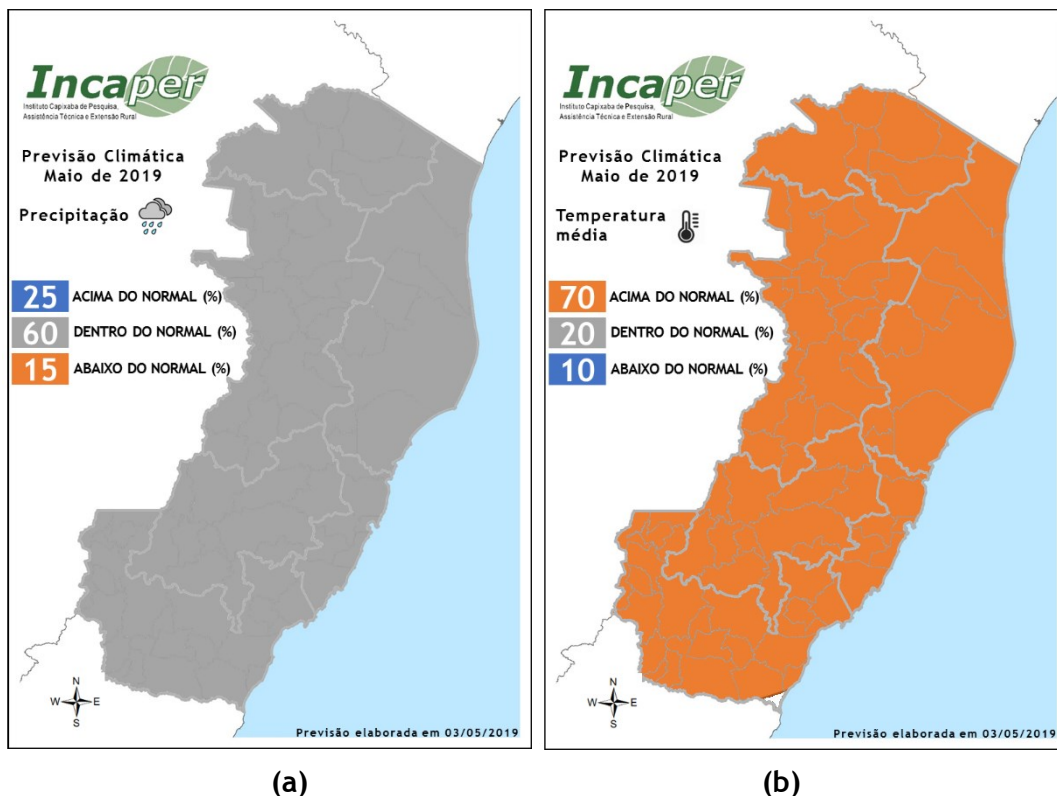 Incaper
Instituto Capixaba de Pesquisa,
Assistência Técnica e Extensão Rural
Previsão Climática
Maio de 2019
Precipitação
25 ACIMA DO NORMAL (%)
60 DENTRO DO NORMAL (%)
15 ABAIXO DO NORMAL (%)
N
W E
S
Previsão elaborada em 03/05/2019
(a)
Incaper
Instituto Capixaba de Pesquisa,
Assistência Técnica e Extensão Rural
Previsão Climática
Maio de 2019
Temperatura
média
70 ACIMA DO NORMAL (%)
20 DENTRO DO NORMAL (%)
10 ABAIXO DO NORMAL (%)
N
W E
S
Previsão elaborada em 03/05/2019
(b)